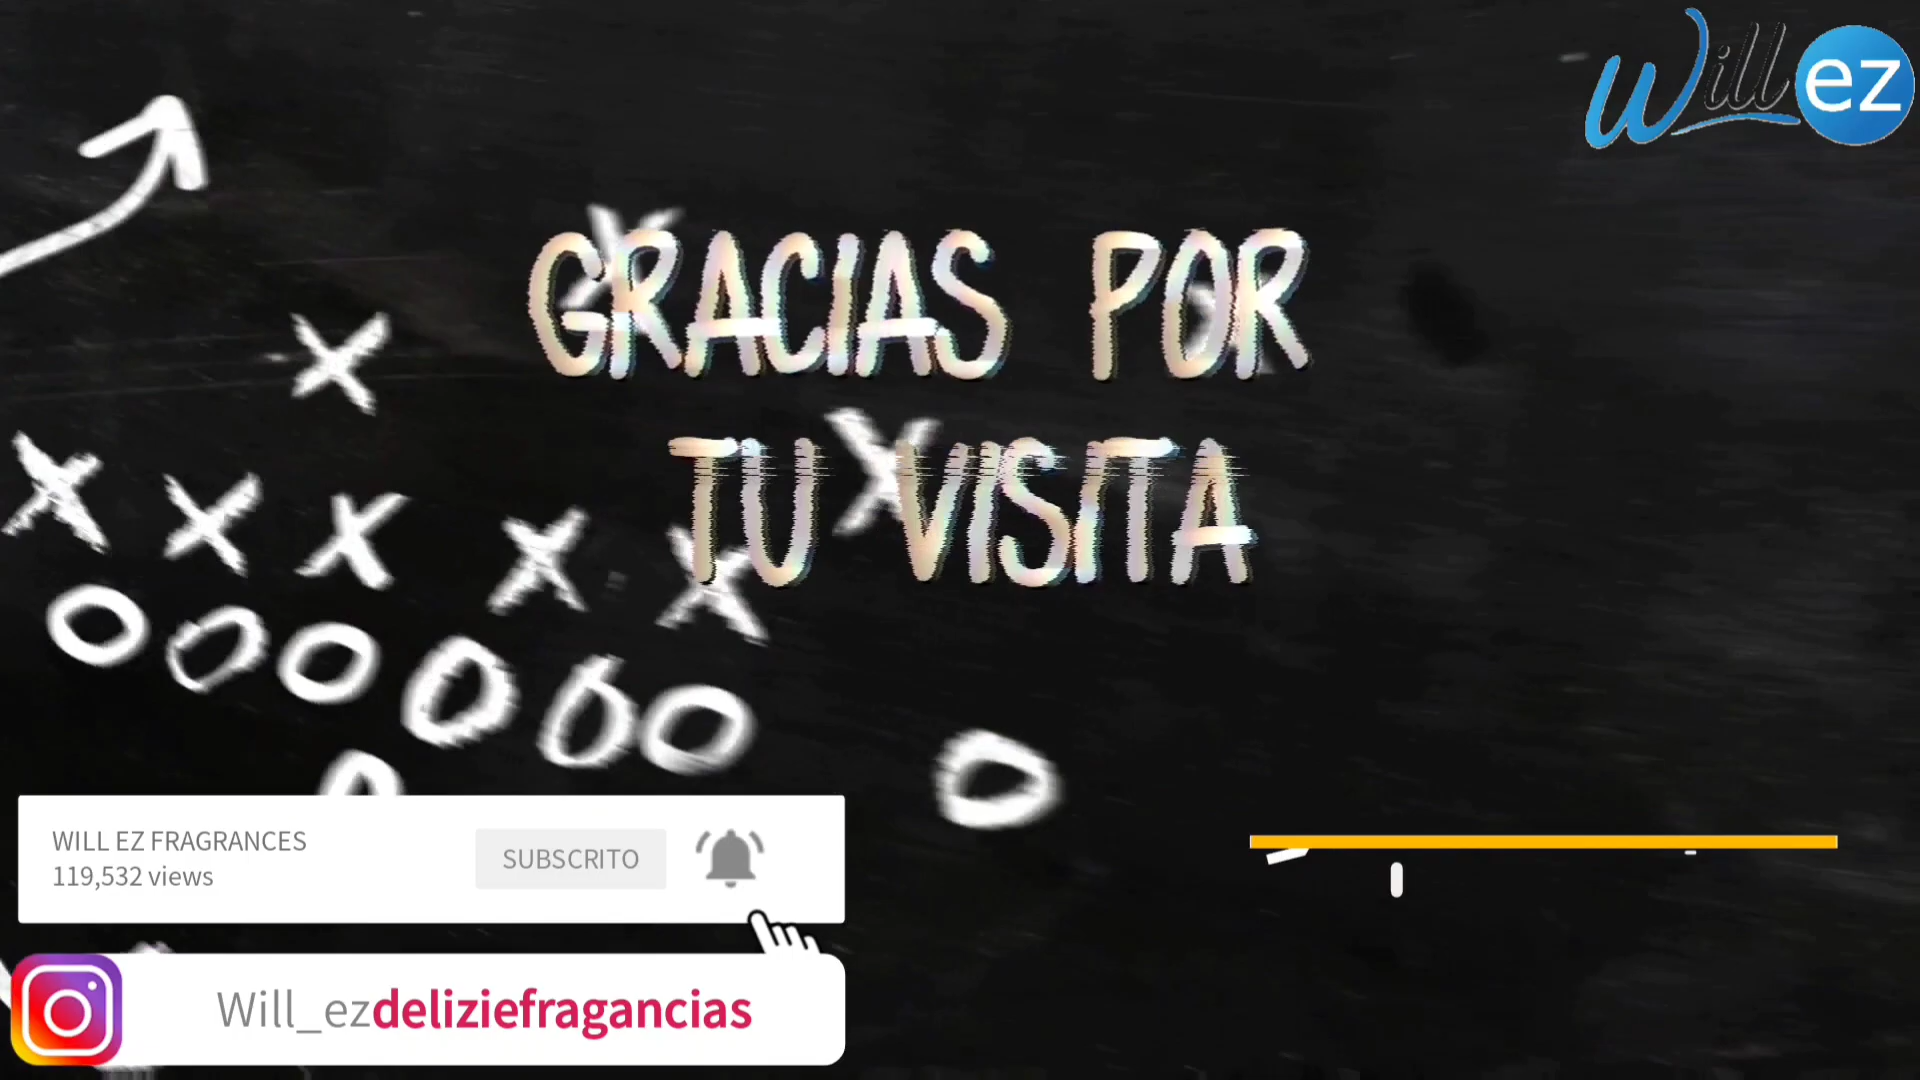 Will ez
GRACIAS POR
TU VISITA
WILL EZ FRAGRANCES
119,532 views
SUBSCRITO
Will_ezdeliziefragancias